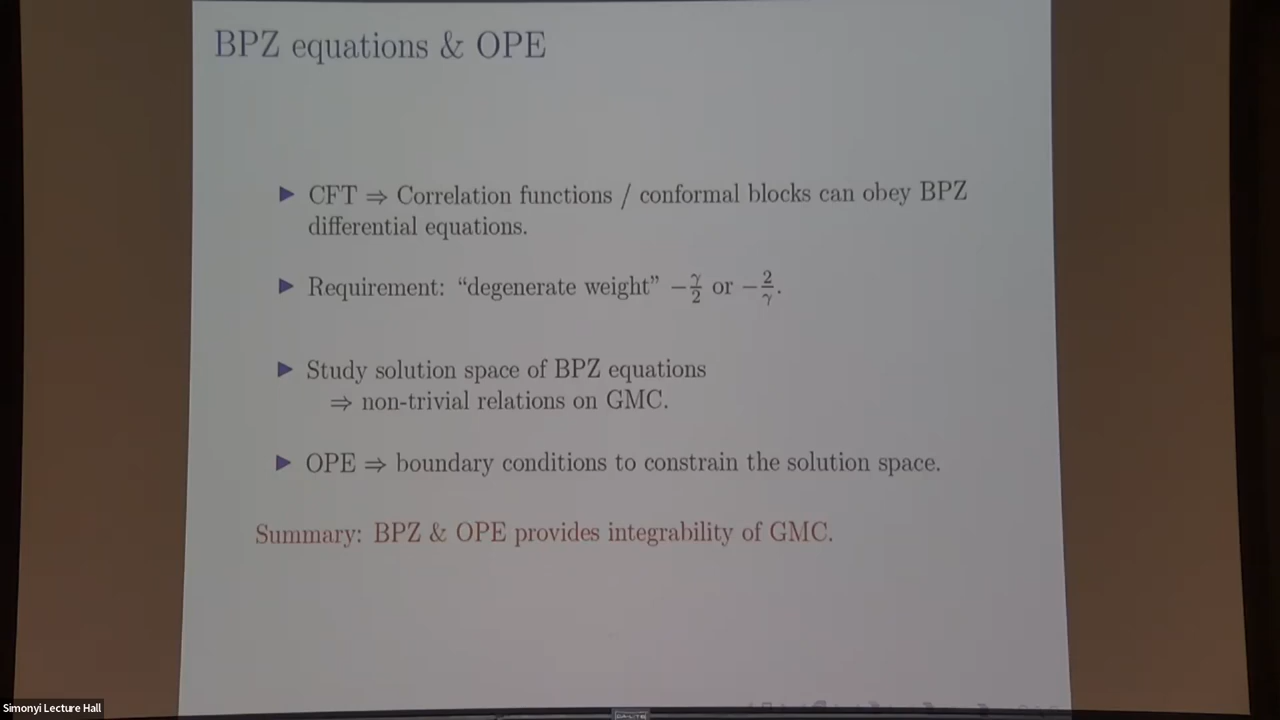 BPZ equations & OPE
▶ CFT ⇒ Correlation functions / conformal blocks can obey BPZ
differential equations.
▶ Requirement: “degenerate weight” −γ/2 or −2/γ.
▶ Study solution space of BPZ equations
⇒ non-trivial relations on GMC.
▶ OPE ⇒ boundary conditions to constrain the solution space.
Summary: BPZ & OPE provides integrability of GMC.
Simonyi Lecture Hall